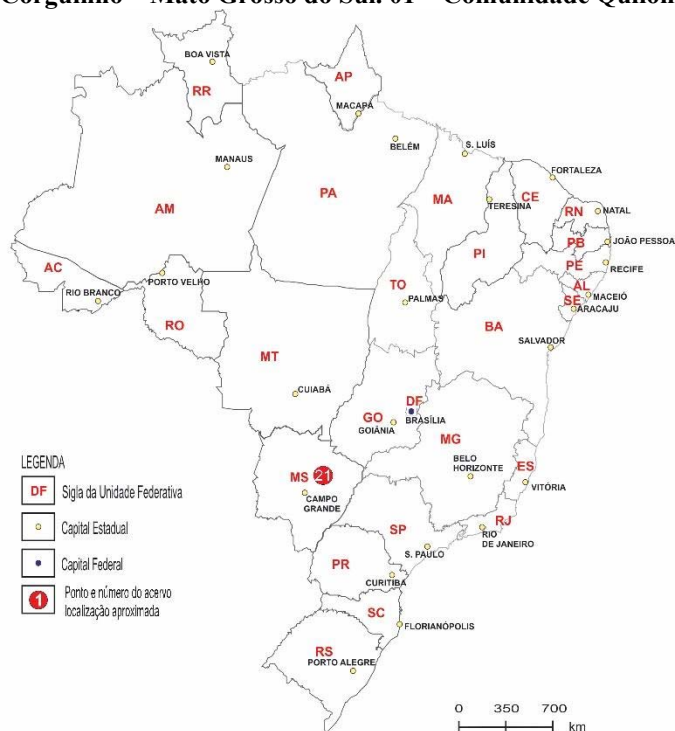 Corguinho – Mato Grosso do Sul. 01 – Comunidade Quilom
BOA VISTA
RR
AP
MACAPÁ
BELÉM
S. LUÍS
FORTALEZA
MANAUS
AM
PA
MA
TERESINA
CE
RN
NATAL
PB
JOÃO PESSOA
PI
PE
RECIFE
AC
PORTO VELHO
RIO BRANCO
TO
PALMAS
AL
MACEIÓ
SE
ARACAJU
RO
BA
MT
SALVADOR
CUIABÁ
DF
BRASÍLIA
GO
GOIÂNIA
MG
BELO
HORIZONTE
ES
VITÓRIA
MS
21
CAMPO
GRANDE
SP
RJ
RIO
DE JANEIRO
S. PAULO
PR
CURITIBA
SC
FLORIANÓPOLIS
RS
PORTO ALEGRE
LEGENDA
DF Sigla da Unidade Federativa
Capital Estadual
Capital Federal
1 Ponto e número do acervo
localização aproximada
0 350 700
km